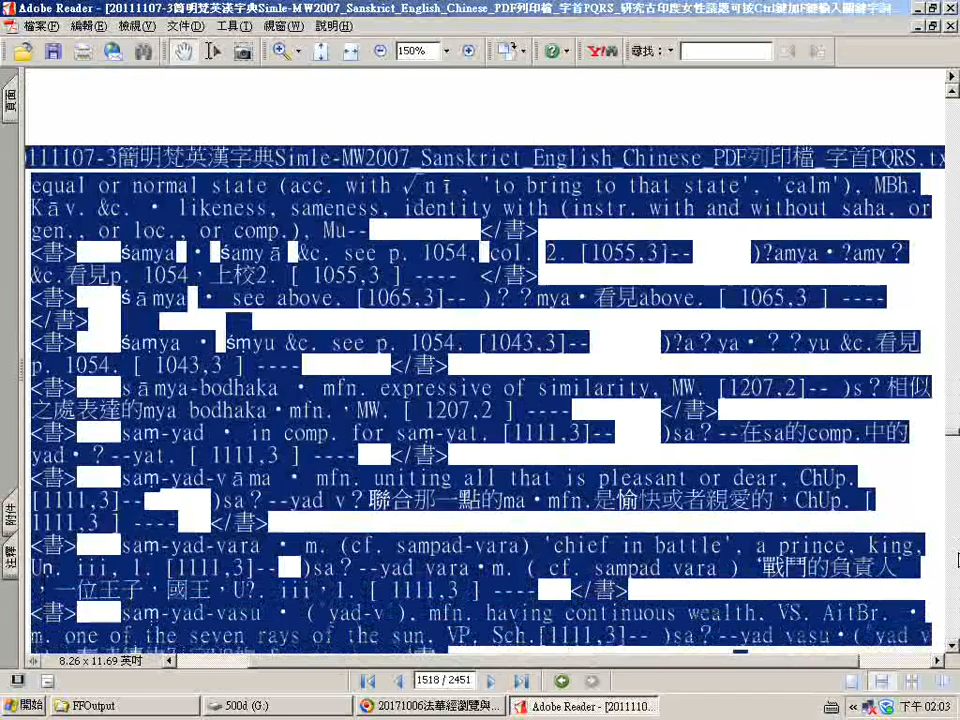 Adobe Reader - [20111107-3簡明梵英漢字典Simle-MW2007_Sanskrict_English_Chinese_PDF列印檔_字首PQRS_研究古印度女性議題可按Ctrl鍵加F鍵輸入關鍵字詞
檔案(F) 編輯(E) 檢視(V) 文件(D) 工具(T) 視窗(W) 說明(H)
150% 尋找:
頁面
0111107-3簡明梵英漢字典Simle-MW2007_Sanskrict_English_Chinese_PDF列印檔_字首PQRS.tx
equal or normal state (acc. with √nī, 'to bring to that state', 'calm'), MBh.
Kāv. &c. • likeness, sameness, identity with (instr. with and without saha, or
gen., or loc., or comp.), Mu-- </書>
<書> śamya • śamyā &c. see p. 1054, col. 2. [1055,3]-- )?amya•?amy？
&c.看見p. 1054，上校2. [ 1055,3 ] ---- </書>
<書> śāmya • see above. [1065,3]-- )？？mya•看見above. [ 1065,3 ] ----
</書>
<書> śaṃya • śṃyu &c. see p. 1054. [1043,3]-- )?a？ya•？？yu &c.看見
p. 1054. [ 1043,3 ] ---- </書>
<書> sāmya-bodhaka • mfn. expressive of similarity, MW. [1207,2]-- )s？相似
之處表達的mya bodhaka•mfn.，MW. [ 1207,2 ] ---- </書>
<書> saṃ-yad • in comp. for saṃ-yat. [1111,3]-- )sa？--在sa的comp.中的
yad•？--yat. [ 1111,3 ] ---- </書>
<書> saṃ-yad-vāma • mfn. uniting all that is pleasant or dear, ChUp.
[1111,3]-- )sa？--yad v？聯合那一點的ma•mfn.是愉快或者親愛的，ChUp. [
1111,3 ] ---- </書>
<書> saṃ-yad-vara • m. (cf. sampad-vara) 'chief in battle', a prince, king,
Uṇ. iii, 1. [1111,3]-- )sa？--yad vara•m. ( cf. sampad vara ) ‘戰鬥的負責人’
，一位王子，國王，U?. iii，1. [ 1111,3 ] ---- </書>
<書> saṃ-yad-vasu • (´yad-v´), mfn. having continuous wealth, VS. AitBr. •
m. one of the seven rays of the sun, VP. Sch.[1111,3]-- )sa？--yad vasu•(´yad v
附件
注釋
8.26 x 11.69 英吋
1518 / 2451
開始 FFOutput 500d (G:) 20171006法華經瀏覽與... Adobe Reader - [2011110... 下午 02:03